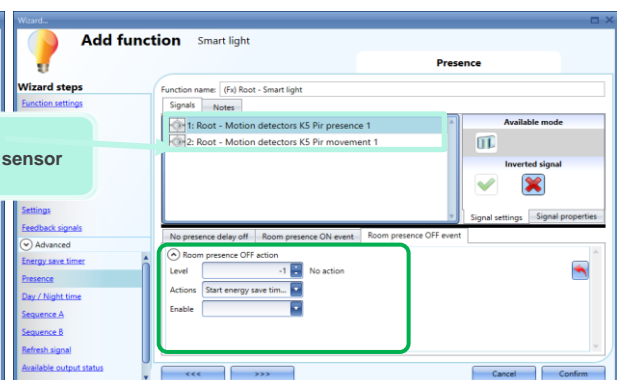 Wizard...
Add function Smart light
Presence
Wizard steps
Function settings
sensor
Settings
Feedback signals
Advanced
Energy save timer
Presence
Day / Night time
Sequence A
Sequence B
Refresh signal
Available output status
Function name: (Fx) Root - Smart light
Signals Notes
1: Root - Motion detectors K5 Pir presence 1
2: Root - Motion detectors K5 Pir movement 1
Available mode
Inverted signal
Signal settings Signal properties
No presence delay off Room presence ON event Room presence OFF event
Room presence OFF action
Level -1 No action
Actions Start energy save tim...
Enable
<<< >>> Cancel Confirm